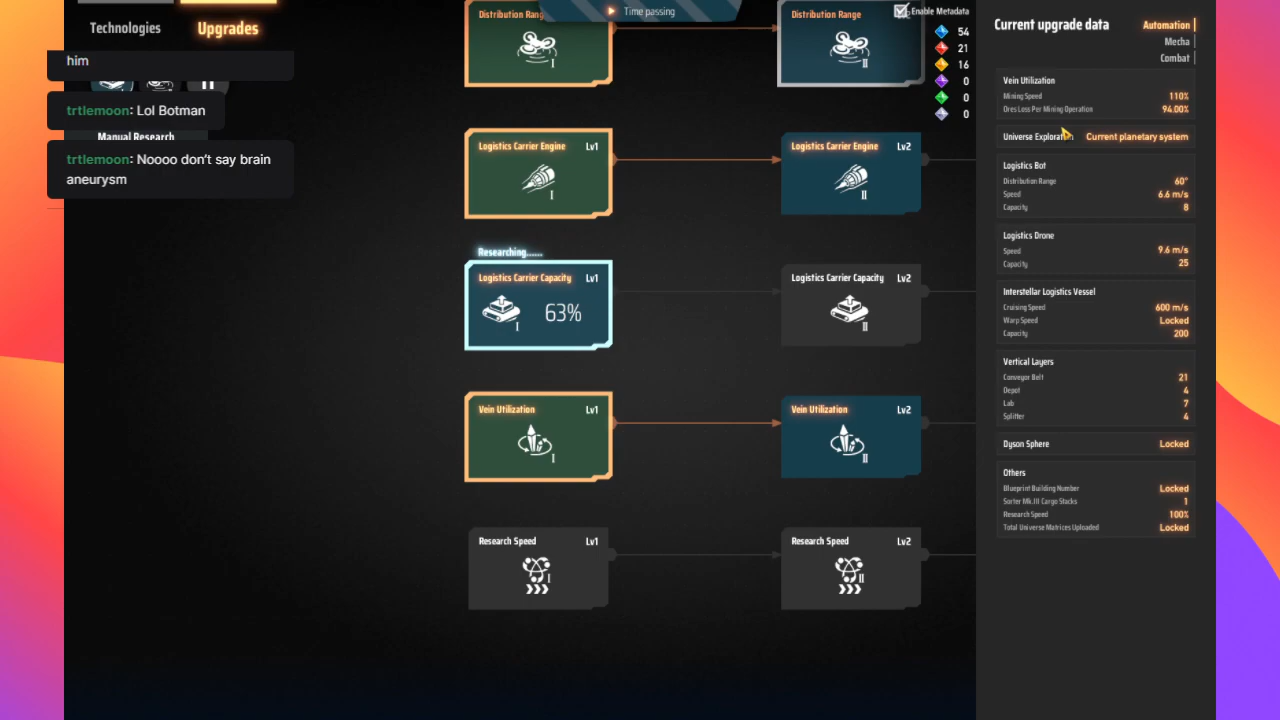 Technologies
Upgrades
him
trtlemoon: Lol Botman
Manual Research
trtlemoon: Noooo don't say brain
aneurysm
Time passing
Enable Metadata
54
21
16
0
0
0
Distribution Rang
I
Distribution Range
II
Logistics Carrier Engine Lv1
I
Logistics Carrier Engine Lv2
II
Researching......
Logistics Carrier Capacity Lv1
I
63%
Logistics Carrier Capacity Lv2
II
Vein Utilization Lv1
I
Vein Utilization Lv2
II
Research Speed Lv1
I
Research Speed Lv2
II
Current upgrade data
Automation
Mecha
Combat
Vein Utilization
Mining Speed 110%
Ores Loss Per Mining Operation 94.00%
Universe Exploration Current planetary system
Logistics Bot
Distribution Range 60°
Speed 6.6 m/s
Capacity 8
Logistics Drone
Speed 9.6 m/s
Capacity 25
Interstellar Logistics Vessel
Cruising Speed 600 m/s
Warp Speed Locked
Capacity 200
Vertical Layers
Conveyor Belt 21
Depot 4
Lab 7
Splitter 4
Dyson Sphere Locked
Others
Blueprint Building Number Locked
Sorter Mk.III Cargo Stacks 1
Research Speed 100%
Total Universe Matrices Uploaded Locked